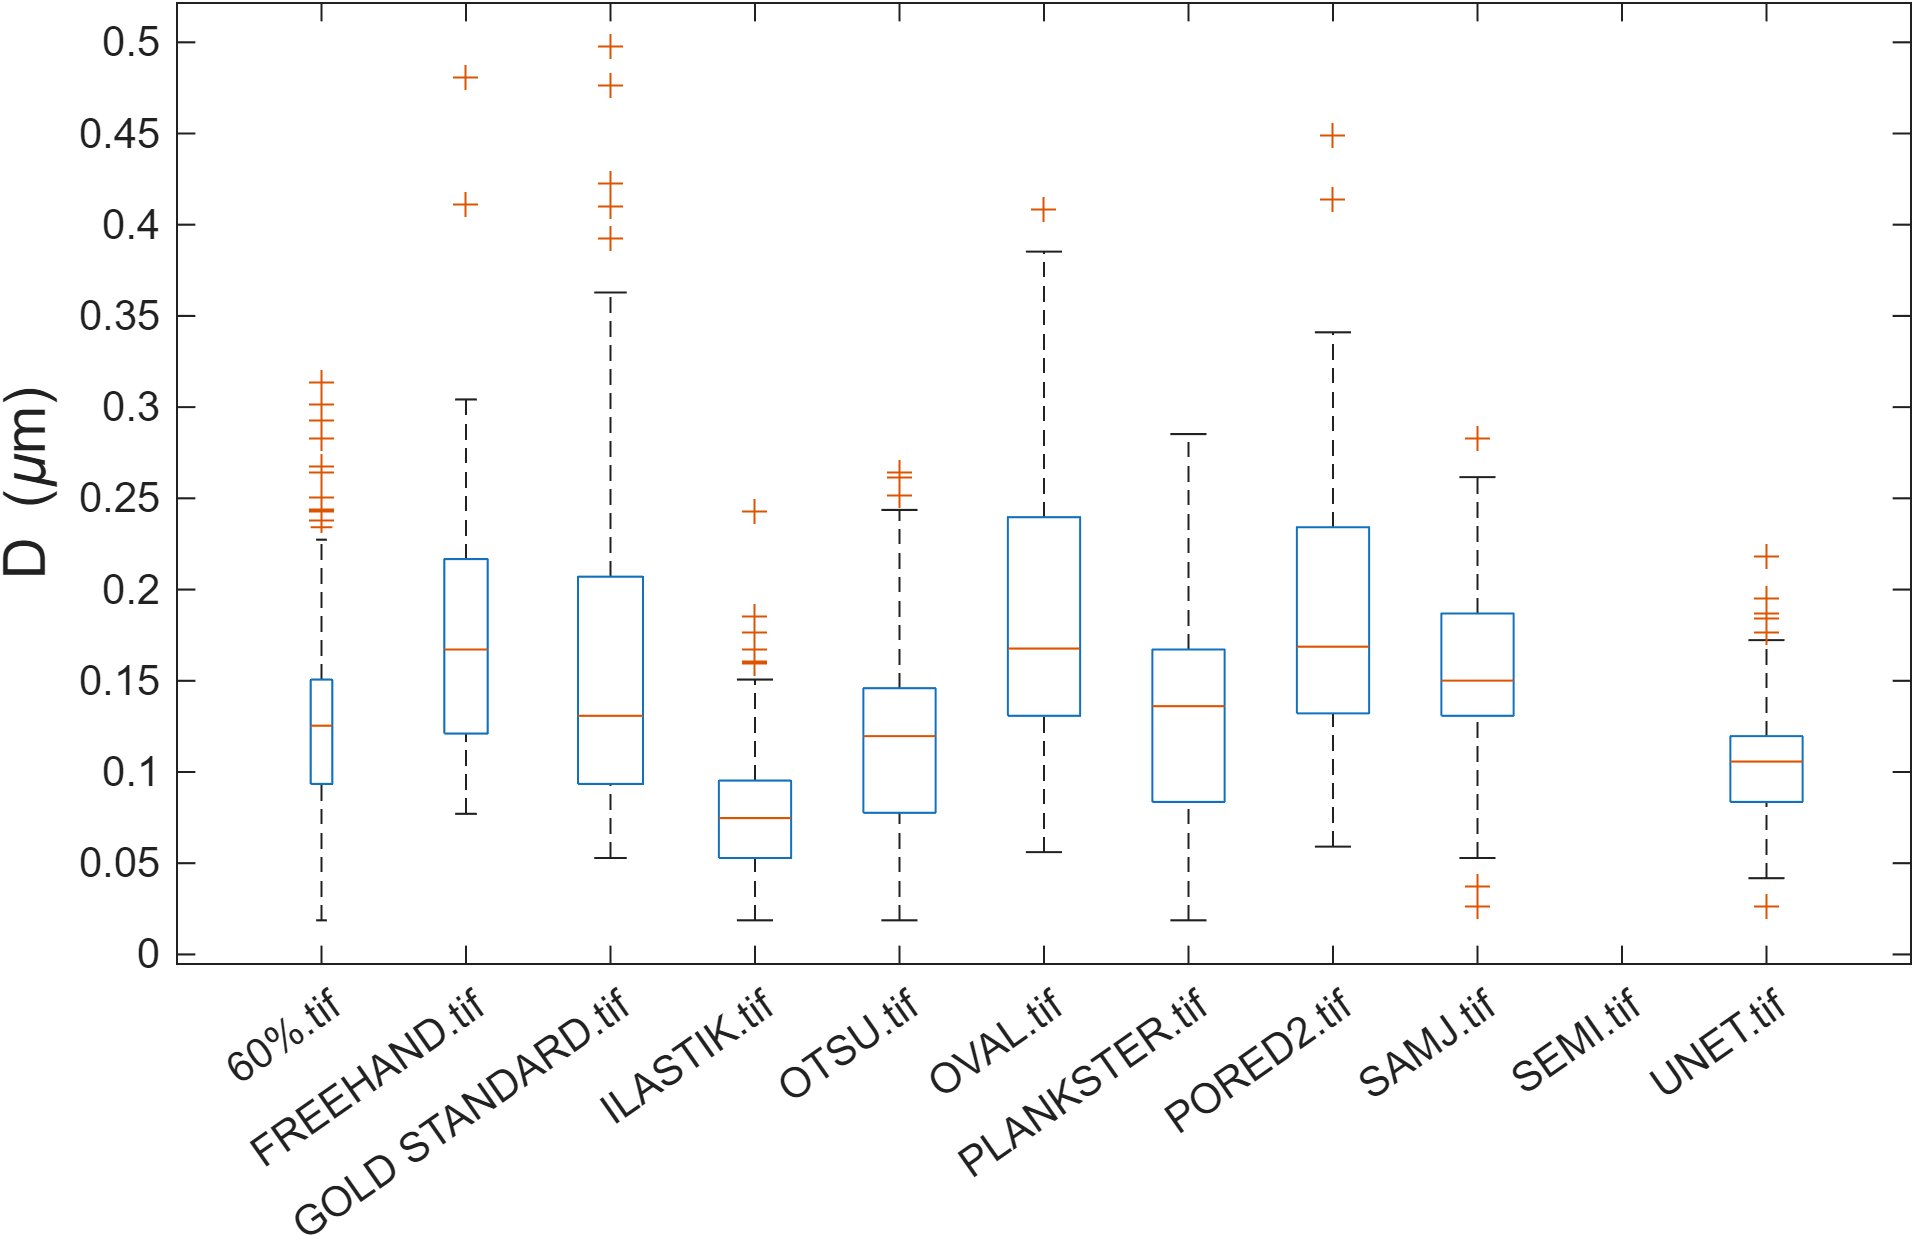 0.5
0.45
0.4
0.35
0.3
0.25
0.2
0.15
0.1
0.05
0
D (μm)
60%.tif
FREEHAND.tif
GOLD STANDARD.tif
ILASTIK.tif
OTSU.tif
OVAL.tif
PLANKSTER.tif
PORED2.tif
SAMJ.tif
SEMI.tif
UNET.tif